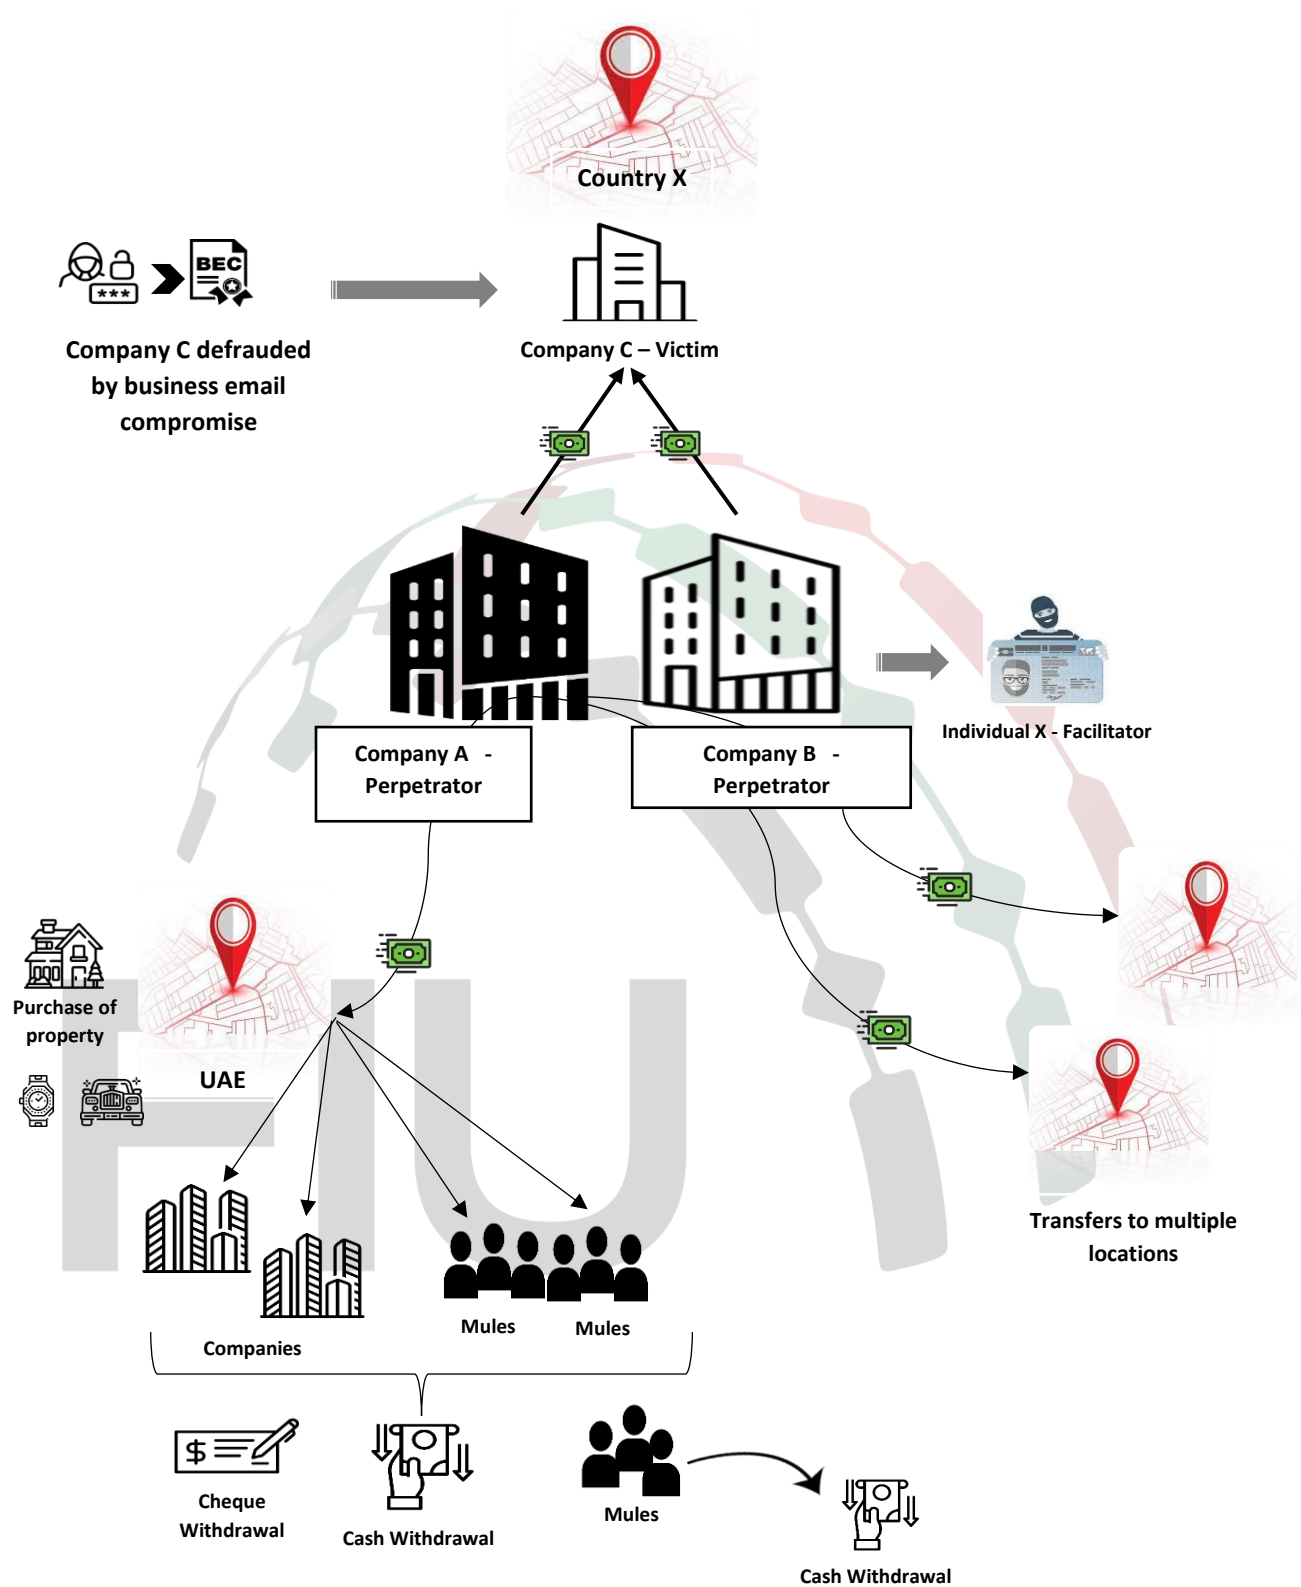 Country X
BEC
***
Company C defrauded
by business email
compromise
Company C – Victim
Individual X - Facilitator
Company A   -
Perpetrator
Company B   -
Perpetrator
Purchase of
property
UAE
FIU
Transfers to multiple
locations
Mules
Mules
Companies
$
Cheque
Withdrawal
Cash Withdrawal
Mules
Cash Withdrawal